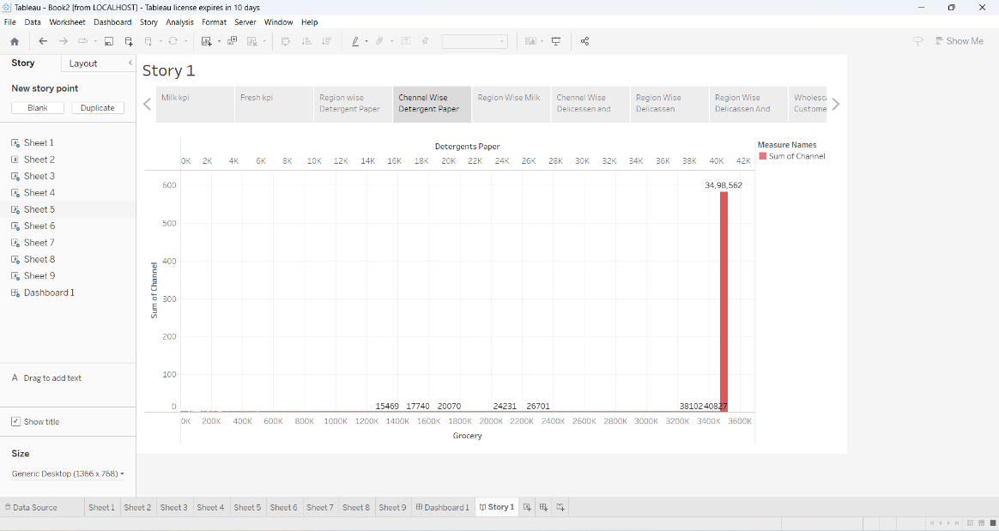 Tableau - Book2 [from LOCALHOST] - Tableau license expires in 10 days
File Data Worksheet Dashboard Story Analysis Format Server Window Help
Show Me
Story Layout
New story point
Blank Duplicate
Sheet 1
Sheet 2
Sheet 3
Sheet 4
Sheet 5
Sheet 6
Sheet 7
Sheet 8
Sheet 9
Dashboard 1
A Drag to add text
Show title
Size
Generic Desktop (1366 x 768)
Story 1
Milk kpi
Fresh kpi
Region wise
Detergent Paper
Chennel Wise
Detergent Paper
Region Wise Milk
Chennel Wise
Delicassen and
Region Wise
Delicassen
Region Wise
Delicassen And
Wholesca
Custome
Detergents Paper
0K 2K 4K 6K 8K 10K 12K 14K 16K 18K 20K 22K 24K 26K 28K 30K 32K 34K 36K 38K 40K 42K
Sum of Channel
600
500
400
300
200
100
0
34,98,562
15469 17740 20070 24231 26701 38102 40827
0K 200K 400K 600K 800K 1000K 1200K 1400K 1600K 1800K 2000K 2200K 2400K 2600K 2800K 3000K 3200K 3400K 3600K
Grocery
Measure Names
Sum of Channel
Data Source Sheet 1 Sheet 2 Sheet 3 Sheet 4 Sheet 5 Sheet 6 Sheet 7 Sheet 8 Sheet 9 Dashboard 1 Story 1